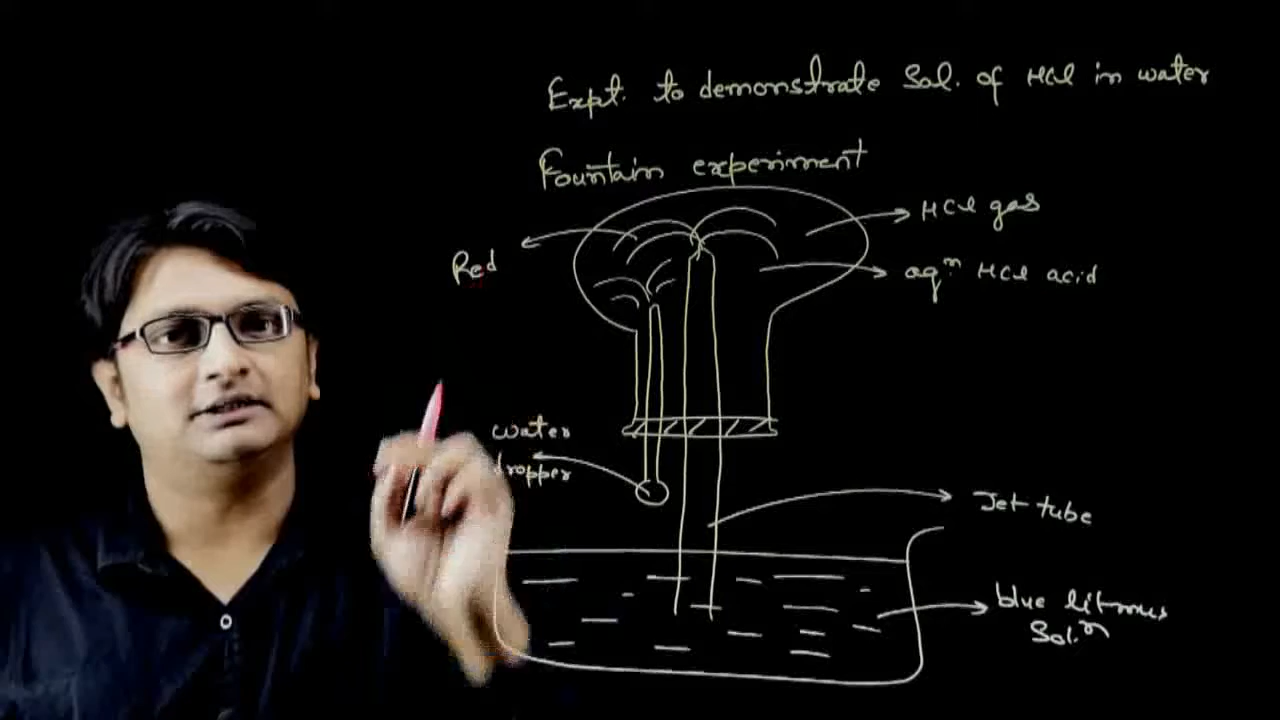 Expt. to demonstrate Sol. of HCl in water
Fountain experiment
HCl gas
Red
aqⁿ. HCl acid
water
dropper
Jet tube
blue litmus
Sol.ⁿ